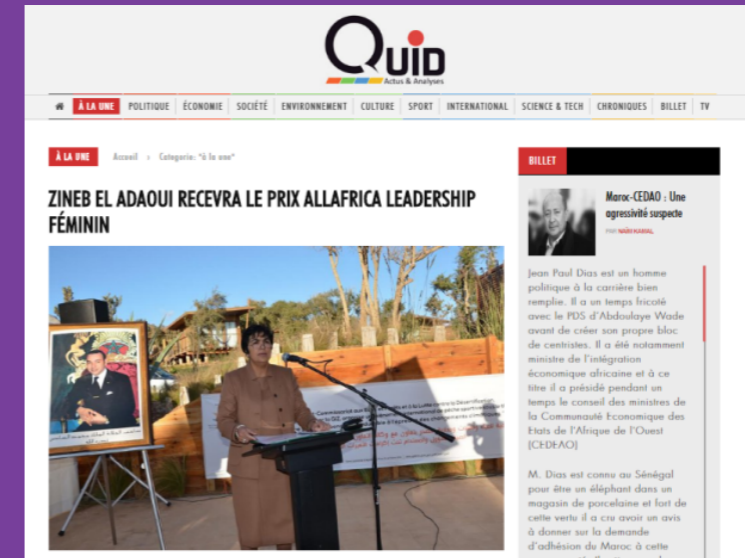 QUID
Actus & Analyses
À LA UNE POLITIQUE ÉCONOMIE SOCIÉTÉ ENVIRONNEMENT CULTURE SPORT INTERNATIONAL SCIENCE & TECH CHRONIQUES BILLET TV
À LA UNE Accueil > Categorie: "à la une"
ZINEB EL ADAOUI RECEVRA LE PRIX ALLAFRICA LEADERSHIP
FÉMININ
BILLET
Maroc-CEDAO : Une
agressivité suspecte
PAR NAÏM KAMAL,
Jean Paul Dias est un homme
politique à la carrière bien
remplie. Il a un temps fricoté
avec le PDS d'Abdoulaye Wade
avant de créer son propre bloc
de centristes. Il a été notamment
ministre de l'intégration
économique africaine et à ce
titre il a présidé pendant un
temps le conseil des ministres de
la Communauté Economique des
Etats de l'Afrique de l'Ouest
(CEDEAO)
M. Dias est connu au Sénégal
pour être un éléphant dans un
magasin de porcelaine et fort de
cette vertu il a cru avoir un avis
à donner sur la demande
d'adhésion du Maroc à cette